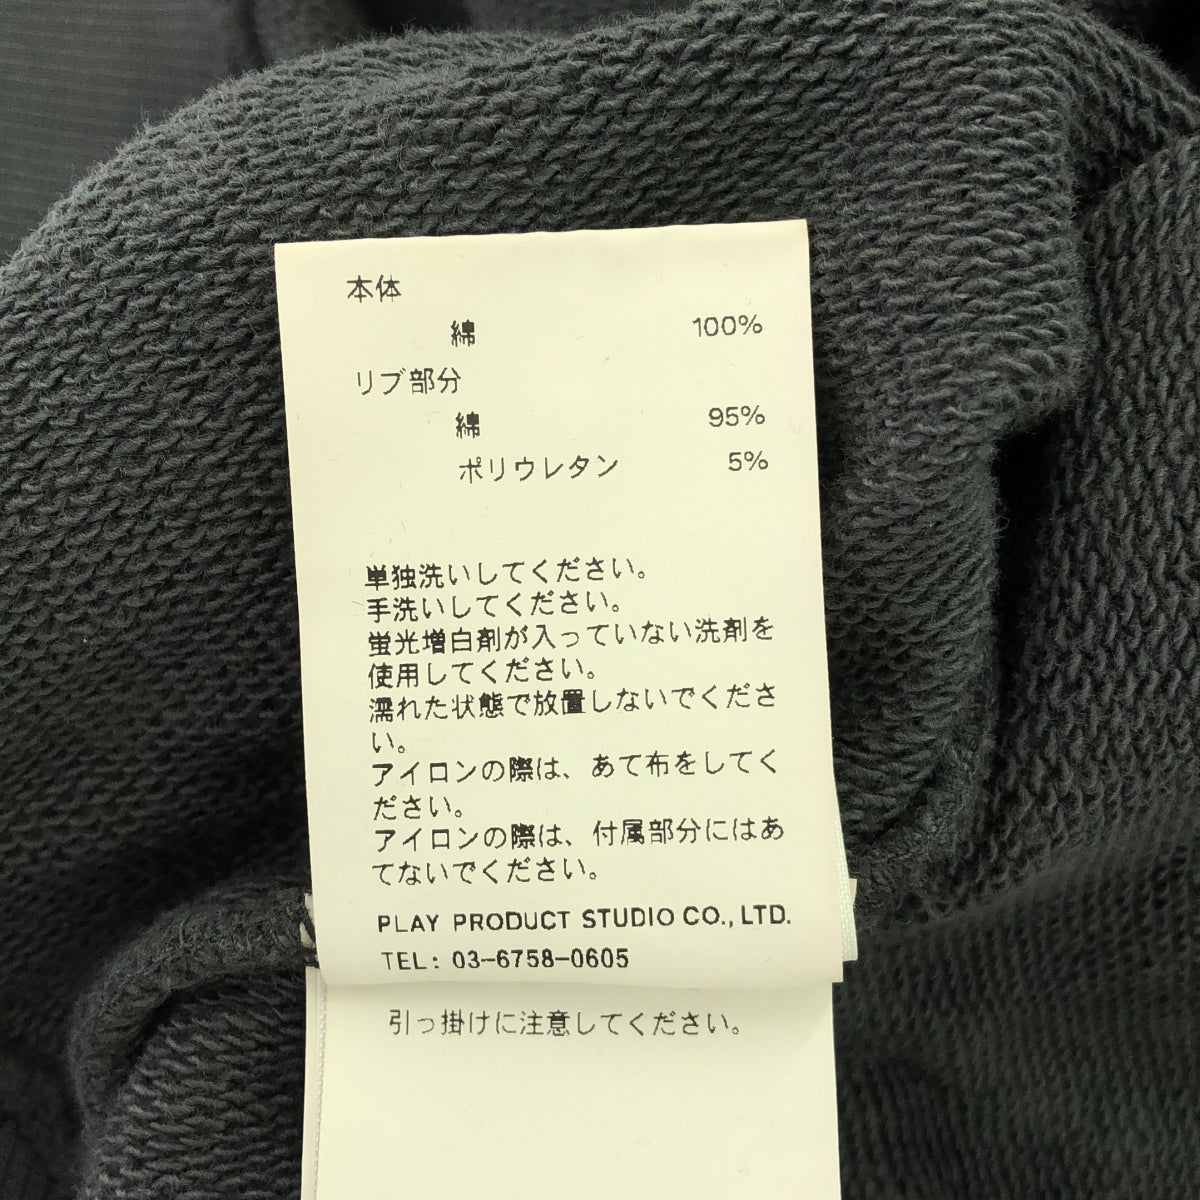 本体
綿 100%
リブ部分
綿 95%
ポリウレタン 5%
単独洗いしてください。
手洗いしてください。
蛍光増白剤が入っていない洗剤を
使用してください。
濡れた状態で放置しないでくださ
い。
アイロンの際は、あて布をしてく
ださい。
アイロンの際は、付属部分にはあ
てないでください。
PLAY PRODUCT STUDIO CO., LTD.
TEL: 03-6758-0605
引っ掛けに注意してください。